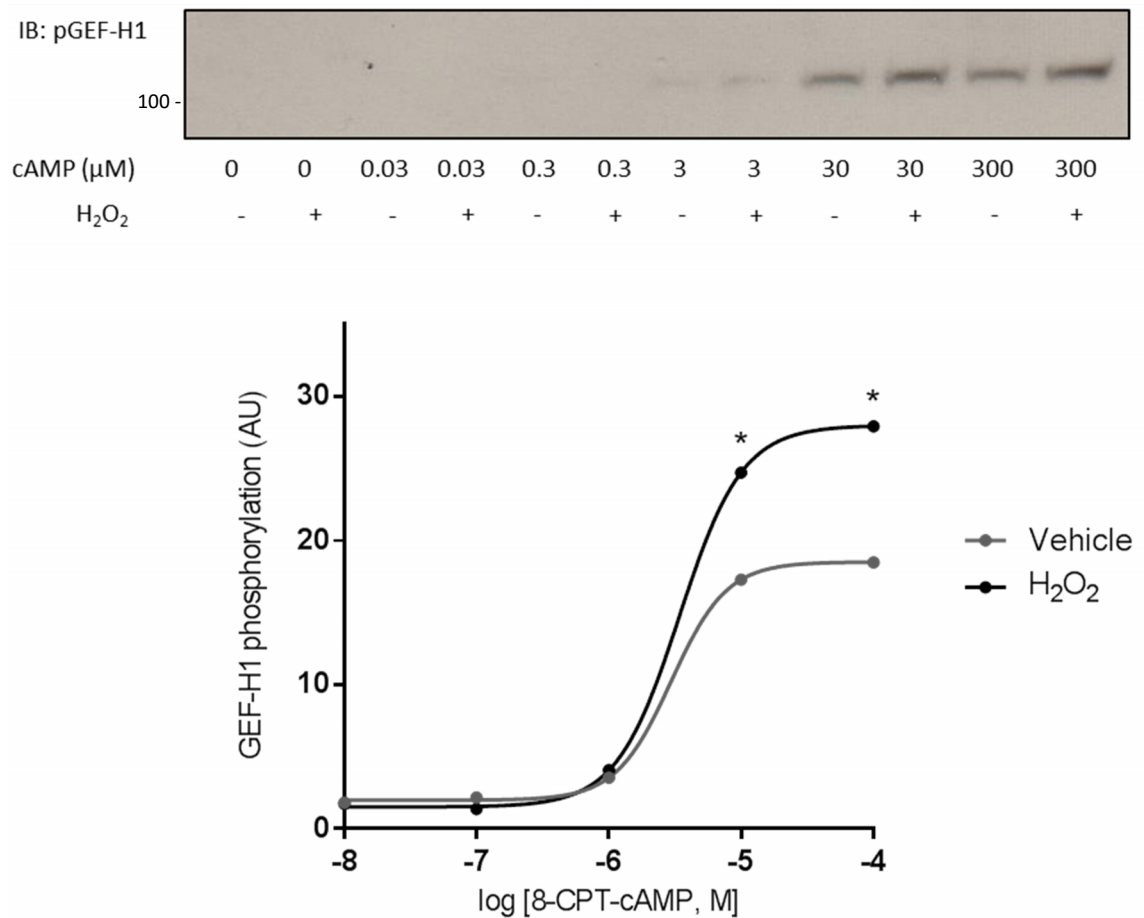 IB: pGEF-H1
100 -
cAMP (µM) 0 0 0.03 0.03 0.3 0.3 3 3 30 30 300 300
H₂O₂ - + - + - + - + - + - +
*
*
30
20
10
0
GEF-H1 phosphorylation (AU)
Vehicle
H₂O₂
-8 -7 -6 -5 -4
log [8-CPT-cAMP, M]